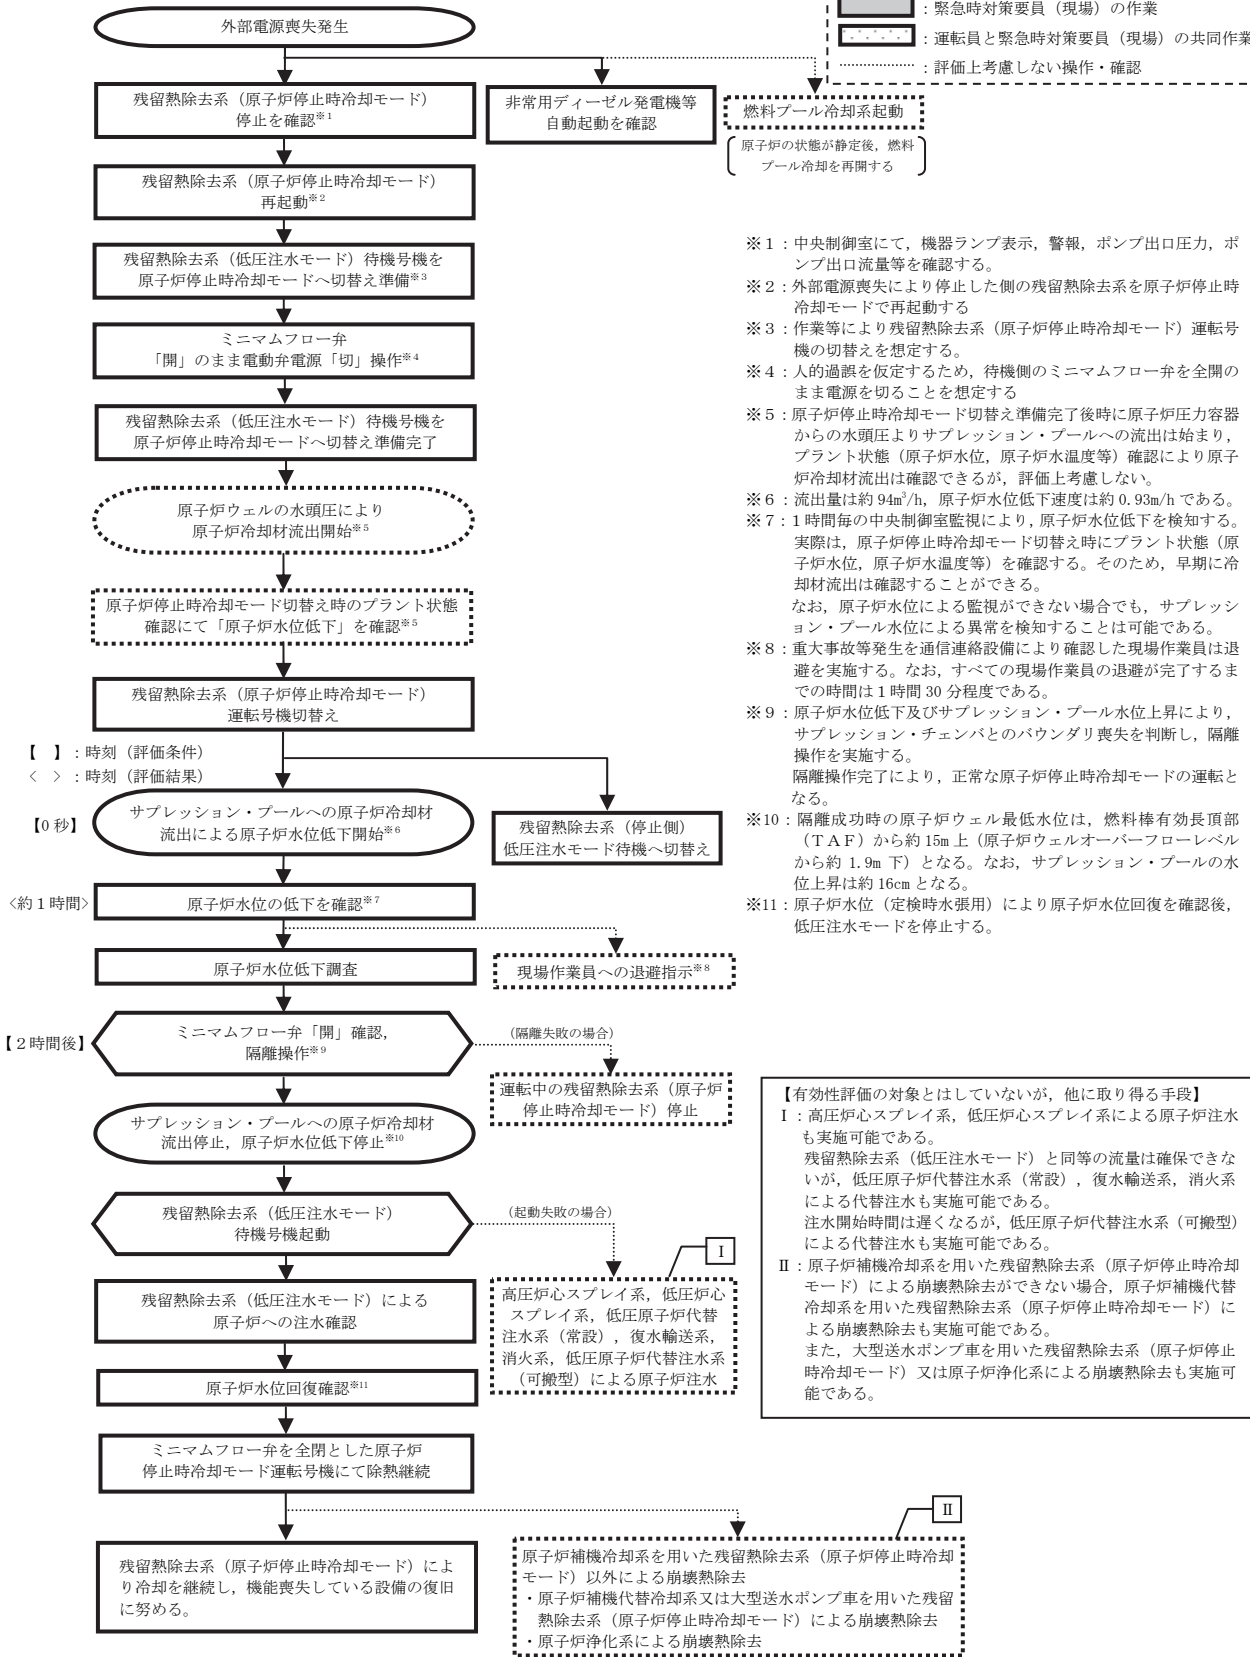 ：緊急時対策要員（現場）の作業
：運転員と緊急時対策要員（現場）の共同作業
：評価上考慮しない操作・確認
外部電源喪失発生
残留熱除去系（原子炉停止時冷却モード）
停止を確認※1
非常用ディーゼル発電機等
自動起動を確認
燃料プール冷却系起動
原子炉の状態が静定後，燃料
プール冷却を再開する
残留熱除去系（原子炉停止時冷却モード）
再起動※2
残留熱除去系（低圧注水モード）待機号機を
原子炉停止時冷却モードへ切替え準備※3
ミニマムフロー弁
「開」のまま電動弁電源「切」操作※4
残留熱除去系（低圧注水モード）待機号機を
原子炉停止時冷却モードへ切替え準備完了
原子炉ウェルの水頭圧により
原子炉冷却材流出開始※5
原子炉停止時冷却モード切替え時のプラント状態
確認にて「原子炉水位低下」を確認※5
残留熱除去系（原子炉停止時冷却モード）
運転号機切替え
【　】：時刻（評価条件）
＜　＞：時刻（評価結果）
【0秒】
サプレッション・プールへの原子炉冷却材
流出による原子炉水位低下開始※6
残留熱除去系（停止側）
低圧注水モード待機へ切替え
＜約１時間＞
原子炉水位の低下を確認※7
原子炉水位低下調査
現場作業員への退避指示※8
【２時間後】
ミニマムフロー弁「開」確認，
隔離操作※9
（隔離失敗の場合）
運転中の残留熱除去系（原子炉
停止時冷却モード）停止
サプレッション・プールへの原子炉冷却材
流出停止，原子炉水位低下停止※10
残留熱除去系（低圧注水モード）
待機号機起動
（起動失敗の場合）
Ⅰ
高圧炉心スプレイ系，低圧炉心
スプレイ系，低圧原子炉代替
注水系（常設），復水輸送系，
消火系，低圧原子炉代替注水系
（可搬型）による原子炉注水
残留熱除去系（低圧注水モード）による
原子炉への注水確認
原子炉水位回復確認※11
ミニマムフロー弁を全閉とした原子炉
停止時冷却モード運転号機にて除熱継続
Ⅱ
残留熱除去系（原子炉停止時冷却モード）によ
り冷却を継続し，機能喪失している設備の復旧
に努める。
原子炉補機冷却系を用いた残留熱除去系（原子炉停止時冷却
モード）以外による崩壊熱除去
・原子炉補機代替冷却系又は大型送水ポンプ車を用いた残留
熱除去系（原子炉停止時冷却モード）による崩壊熱除去
・原子炉浄化系による崩壊熱除去
※１：中央制御室にて，機器ランプ表示，警報，ポンプ出口圧力，ポ
ンプ出口流量等を確認する。
※２：外部電源喪失により停止した側の残留熱除去系を原子炉停止時
冷却モードで再起動する
※３：作業等により残留熱除去系（原子炉停止時冷却モード）運転号
機の切替えを想定する。
※４：人的過誤を仮定するため，待機側のミニマムフロー弁を全開の
まま電源を切ることを想定する
※５：原子炉停止時冷却モード切替え準備完了後時に原子炉圧力容器
からの水頭圧よりサプレッション・プールへの流出は始まり，
プラント状態（原子炉水位，原子炉水温度等）確認により原子
炉冷却材流出は確認できるが，評価上考慮しない。
※６：流出量は約 94m³/h，原子炉水位低下速度は約 0.93m/h である。
※７：１時間毎の中央制御室監視により，原子炉水位低下を検知する。
実際は，原子炉停止時冷却モード切替え時にプラント状態（原
子炉水位，原子炉水温度等）を確認する。そのため，早期に冷
却材流出は確認することができる。
なお，原子炉水位による監視ができない場合でも，サプレッシ
ョン・プール水位による異常を検知することは可能である。
※８：重大事故等発生を通信連絡設備により確認した現場作業員は退
避を実施する。なお，すべての現場作業員の退避が完了するま
での時間は１時間 30 分程度である。
※９：原子炉水位低下及びサプレッション・プール水位上昇により，
サプレッション・チェンバとのバウンダリ喪失を判断し，隔離
操作を実施する。
隔離操作完了により，正常な原子炉停止時冷却モードの運転と
なる。
※10：隔離成功時の原子炉ウェル最低水位は，燃料棒有効長頂部
（ＴＡＦ）から約 15m 上（原子炉ウェルオーバーフローレベル
から約 1.9m 下）となる。なお，サプレッション・プールの水
位上昇は約 16cm となる。
※11：原子炉水位（定検時水張用）により原子炉水位回復を確認後，
低圧注水モードを停止する。
【有効性評価の対象とはしていないが，他に取り得る手段】
Ⅰ：高圧炉心スプレイ系，低圧炉心スプレイ系による原子炉注水
も実施可能である。
残留熱除去系（低圧注水モード）と同等の流量は確保できな
いが，低圧原子炉代替注水系（常設），復水輸送系，消火系
による代替注水も実施可能である。
注水開始時間は遅くなるが，低圧原子炉代替注水系（可搬型）
による代替注水も実施可能である。
Ⅱ：原子炉補機冷却系を用いた残留熱除去系（原子炉停止時冷却
モード）による崩壊熱除去ができない場合，原子炉補機代替
冷却系を用いた残留熱除去系（原子炉停止時冷却モード）に
よる崩壊熱除去も実施可能である。
また，大型送水ポンプ車を用いた残留熱除去系（原子炉停止
時冷却モード）又は原子炉浄化系による崩壊熱除去も実施可
能である。